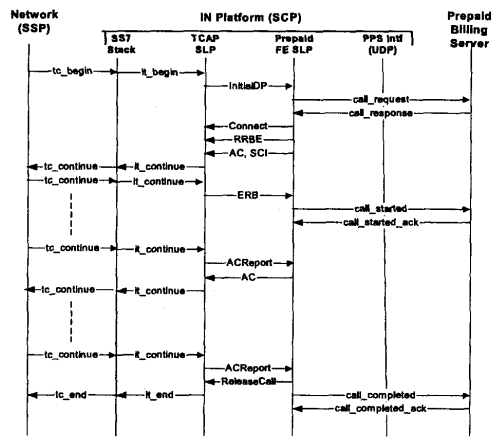 Network
(SSP)
IN Platform (SCP)
Prepaid
Billing
Server
SS7
Stack
TCAP
SLP
Prepaid
FE SLP
PPS Intf
(UDP)
tc_begin
it_begin
InitialDP
call_request
call_response
Connect
RRBE
AC, SCI
tc_continue
it_continue
tc_continue
it_continue
ERB
call_started
call_started_ack
tc_continue
it_continue
ACReport
AC
tc_continue
it_continue
tc_continue
it_continue
ACReport
ReleaseCall
tc_end
it_end
call_completed
call_completed_ack